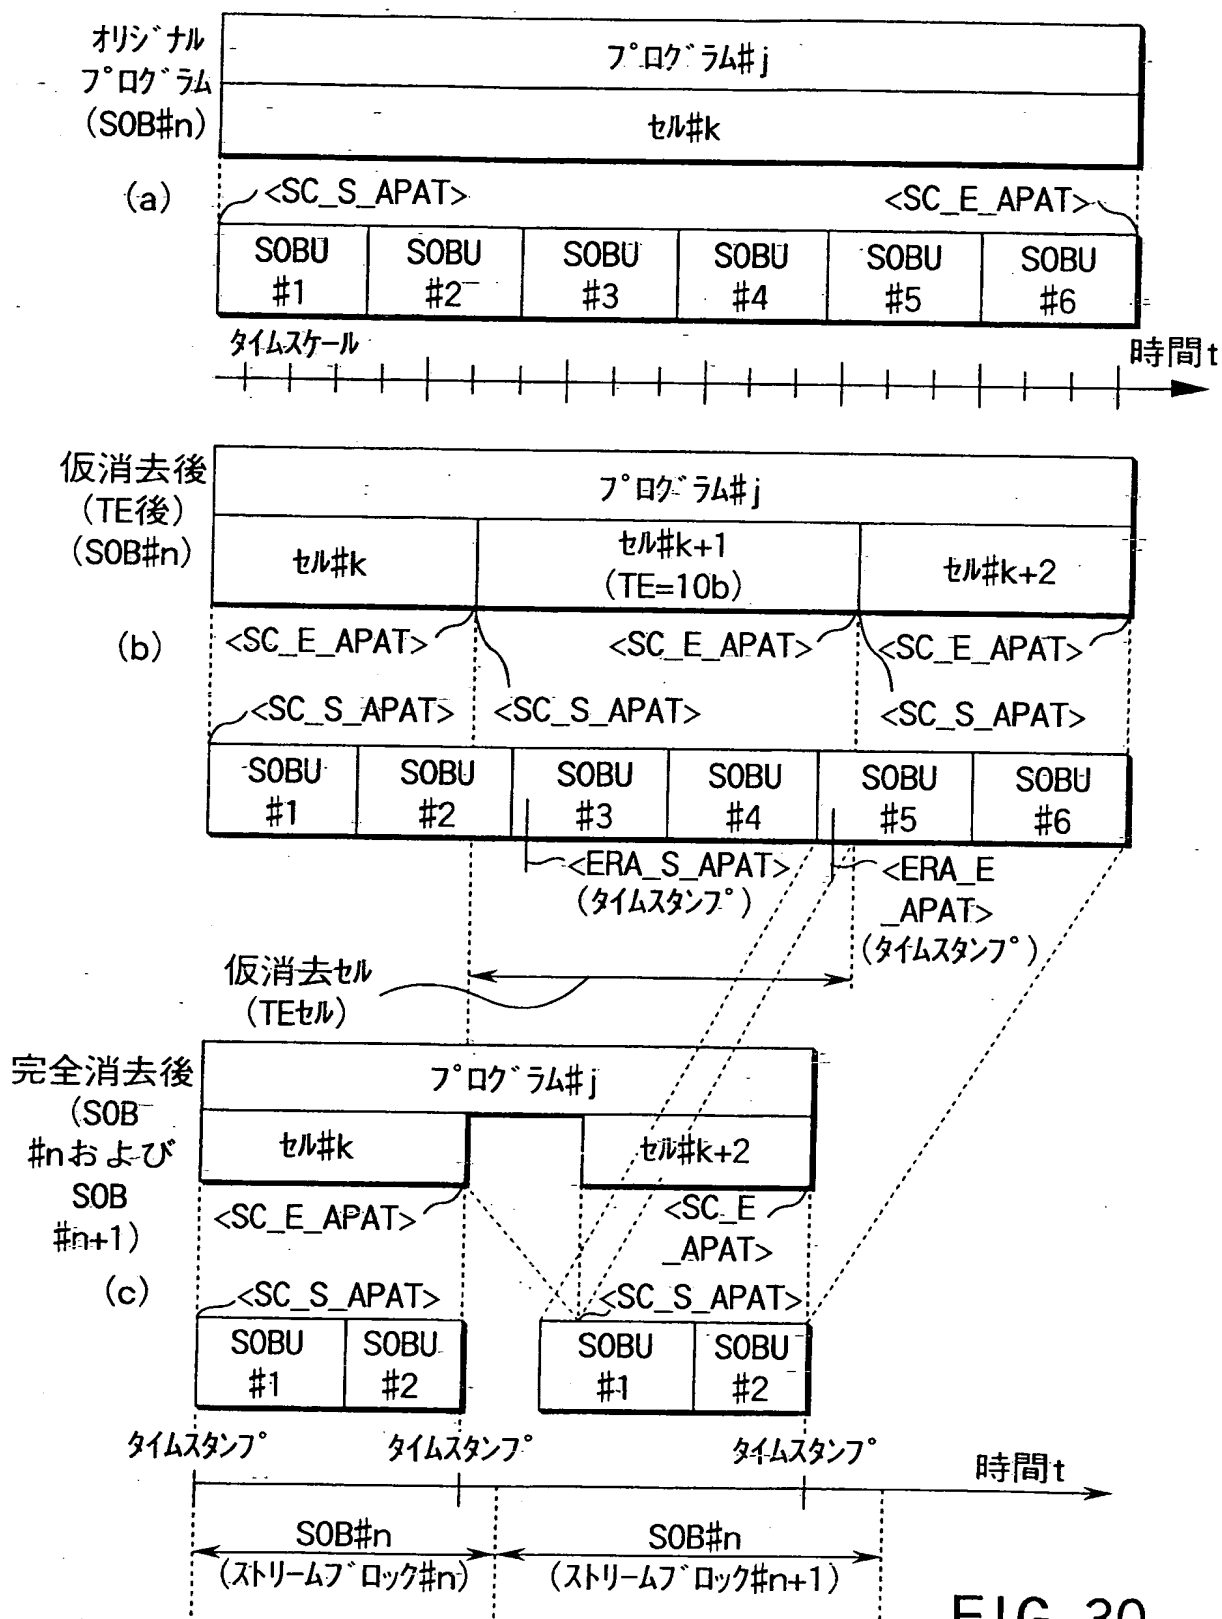 オリジナル
プログラム
(SOB#n)
プログラム#j
セル#k
(a)
<SC_S_APAT>
<SC_E_APAT>
SOBU
#1
SOBU
#2
SOBU
#3
SOBU
#4
SOBU
#5
SOBU
#6
タイムスケール
時間t
仮消去後
(TE後)
(SOB#n)
プログラム#j
セル#k
セル#k+1
(TE=10b)
セル#k+2
(b)
<SC_E_APAT>
<SC_E_APAT>
<SC_E_APAT>
<SC_S_APAT>
<SC_S_APAT>
<SC_S_APAT>
SOBU
#1
SOBU
#2
SOBU
#3
SOBU
#4
SOBU
#5
SOBU
#6
<ERA_S_APAT>
(タイムスタンプ)
<ERA_E
_APAT>
(タイムスタンプ)
仮消去セル
(TEセル)
完全消去後
(SOB
#nおよび
SOB
#n+1)
プログラム#j
セル#k
セル#k+2
<SC_E_APAT>
<SC_E
_APAT>
(c)
<SC_S_APAT>
<SC_S_APAT>
SOBU
#1
SOBU
#2
SOBU
#1
SOBU
#2
タイムスタンプ
タイムスタンプ
タイムスタンプ
時間t
SOB#n
(ストリームブロック#n)
SOB#n
(ストリームブロック#n+1)
FIG. 30